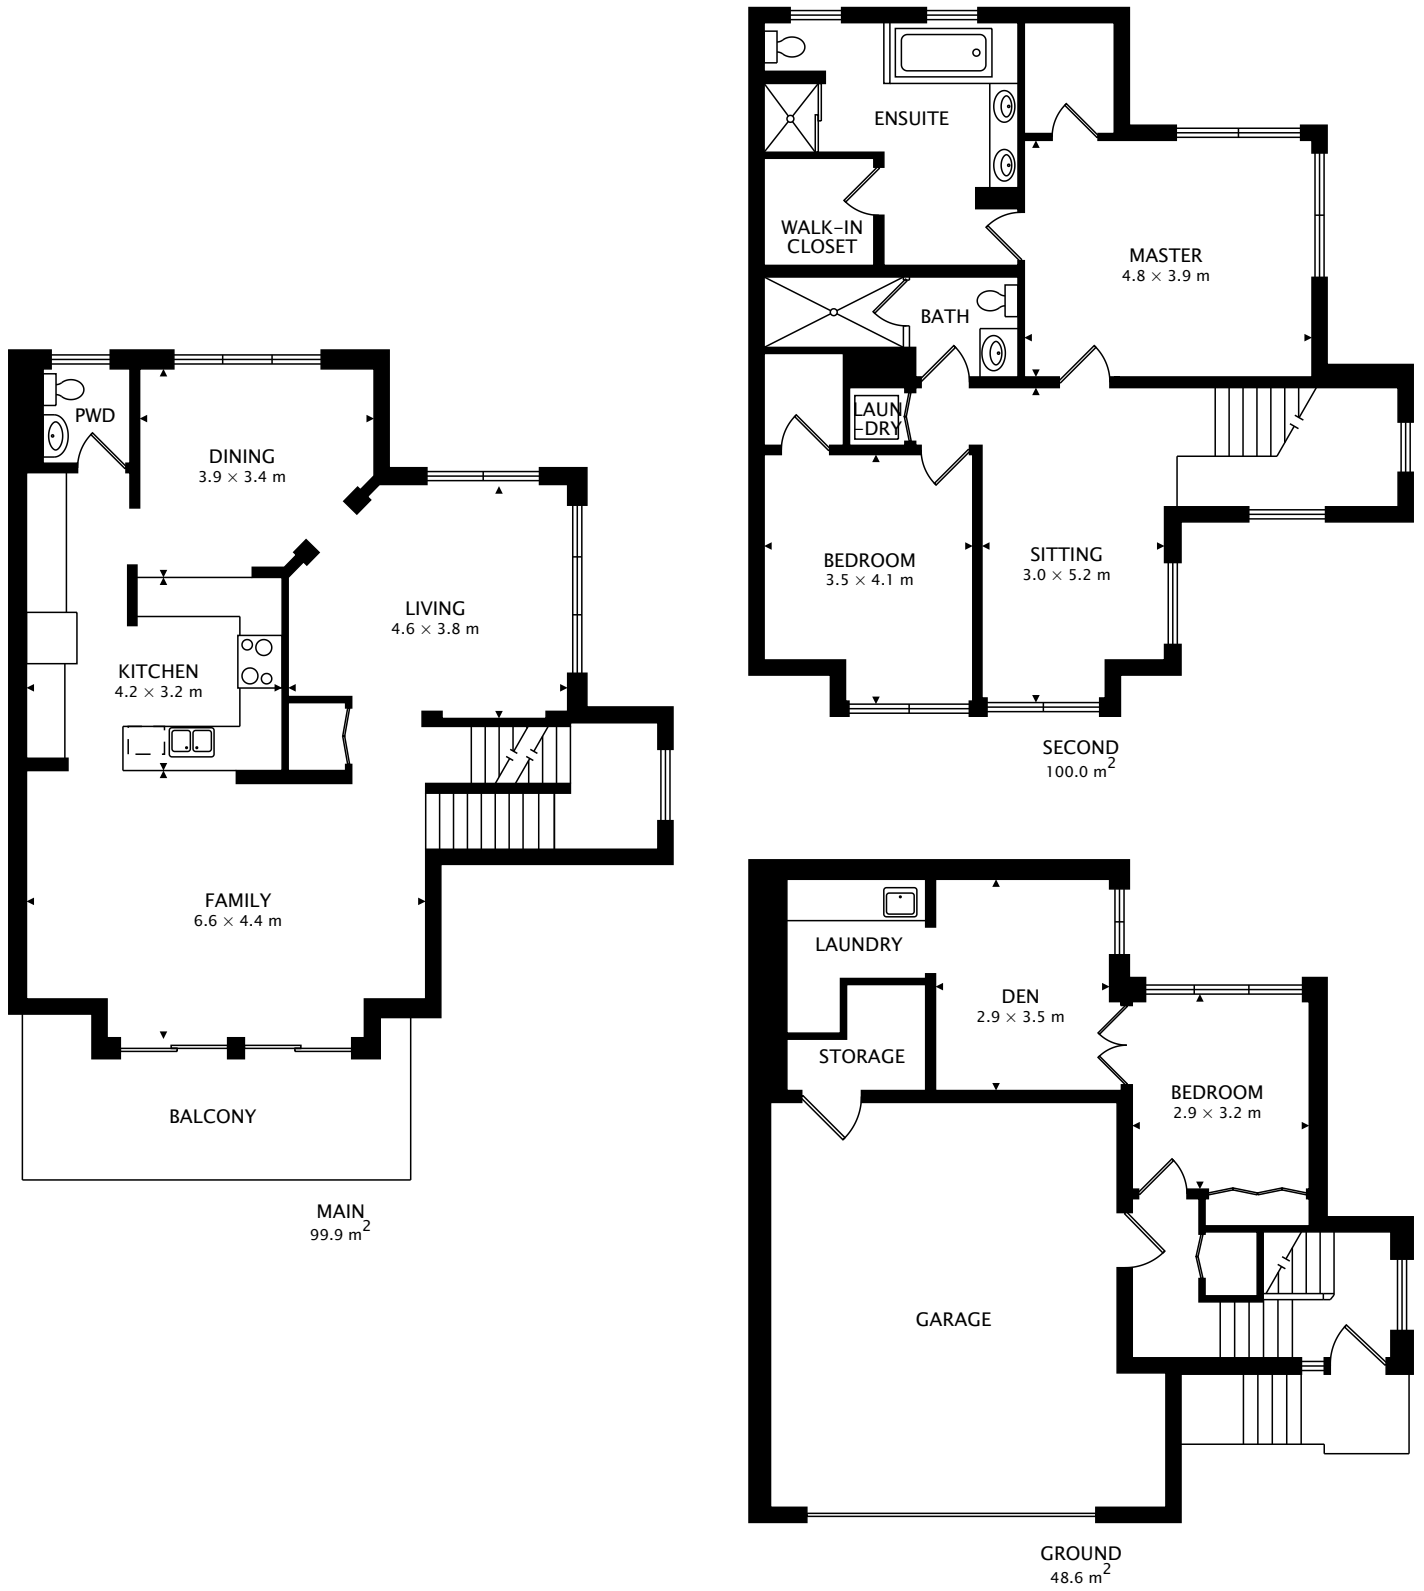 ENSUITE
WALK-IN
CLOSET
MASTER
4.8 × 3.9 m
BATH
LAUN
-DRY
BEDROOM
3.5 × 4.1 m
SITTING
3.0 × 5.2 m
SECOND
100.0 m²
PWD
DINING
3.9 × 3.4 m
LIVING
4.6 × 3.8 m
KITCHEN
4.2 × 3.2 m
FAMILY
6.6 × 4.4 m
BALCONY
MAIN
99.9 m²
LAUNDRY
DEN
2.9 × 3.5 m
STORAGE
BEDROOM
2.9 × 3.2 m
GARAGE
GROUND
48.6 m²